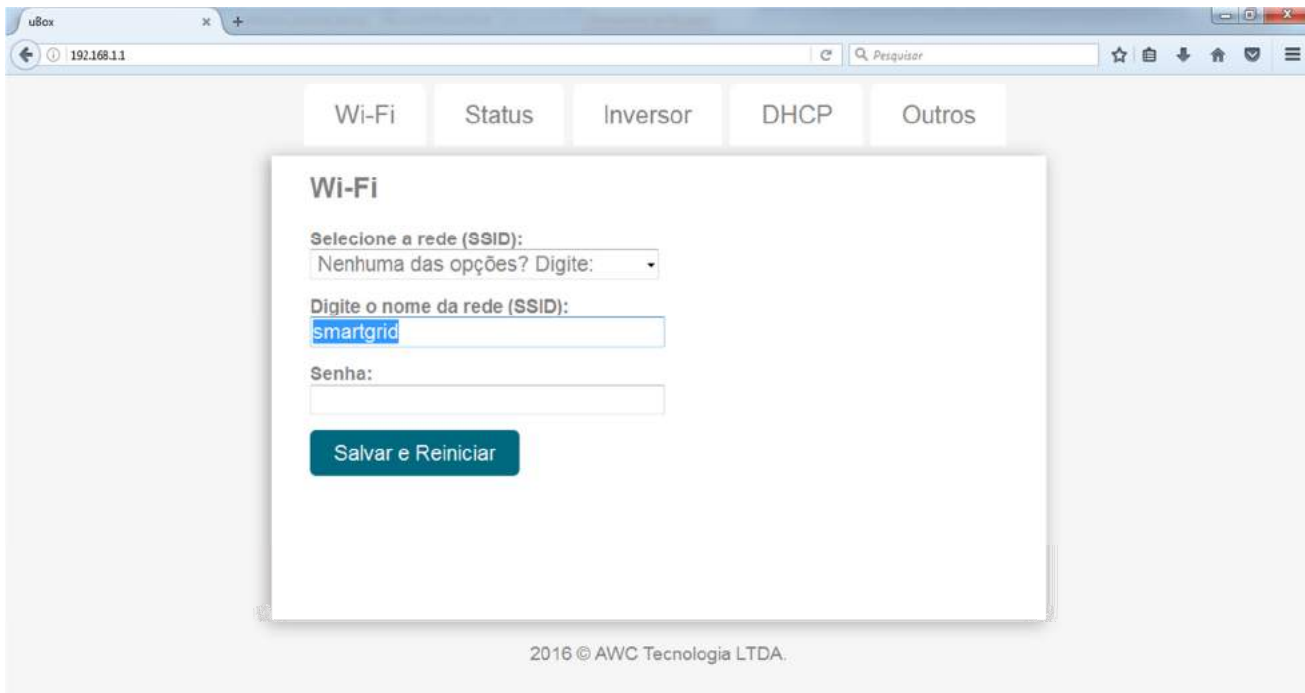 uBox
192.168.1.1
Pesquisar
Wi-Fi Status Inversor DHCP Outros
Wi-Fi
Selecione a rede (SSID):
Nenhuma das opções? Digite:
Digite o nome da rede (SSID):
smartgrid
Senha:
Salvar e Reiniciar
2016 © AWC Tecnologia LTDA.